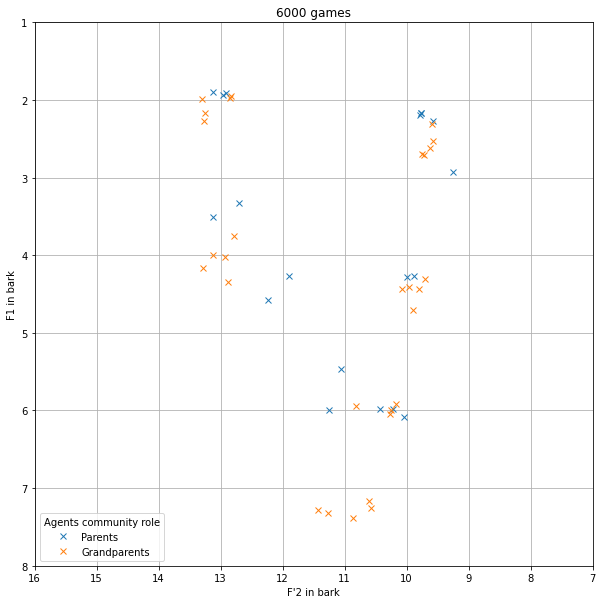 6000 games
1
2
3
4
5
6
7
8
F1 in bark
Agents community role
Parents
Grandparents
16 15 14 13 12 11 10 9 8 7
F'2 in bark